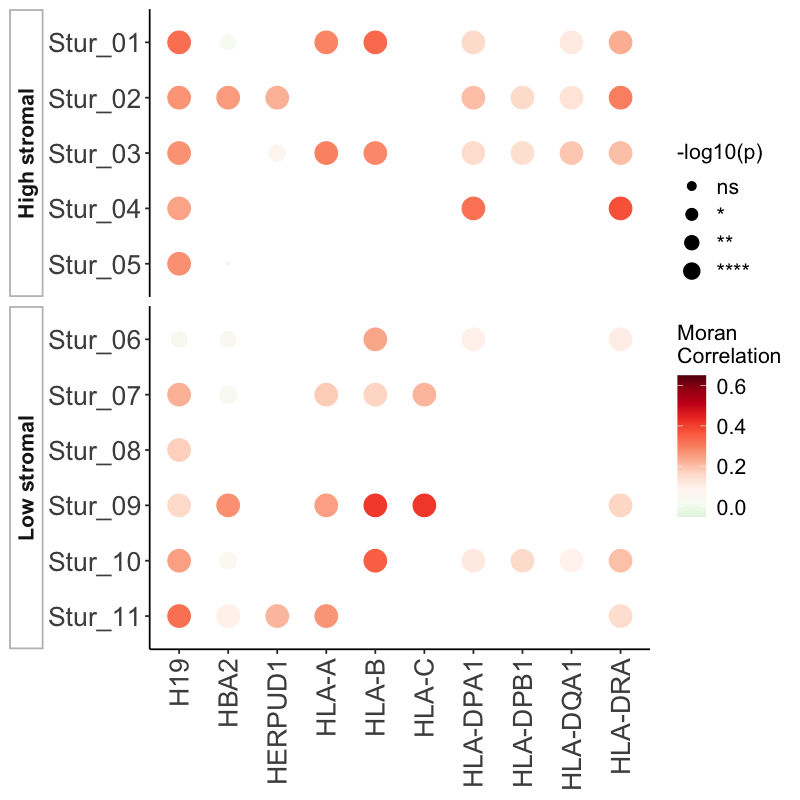 High stromal
Stur_01
Stur_02
Stur_03
Stur_04
Stur_05
Low stromal
Stur_06
Stur_07
Stur_08
Stur_09
Stur_10
Stur_11
H19
HBA2
HERPUD1
HLA-A
HLA-B
HLA-C
HLA-DPA1
HLA-DPB1
HLA-DQA1
HLA-DRA
-log10(p)
ns
*
**
****
Moran
Correlation
0.6
0.4
0.2
0.0